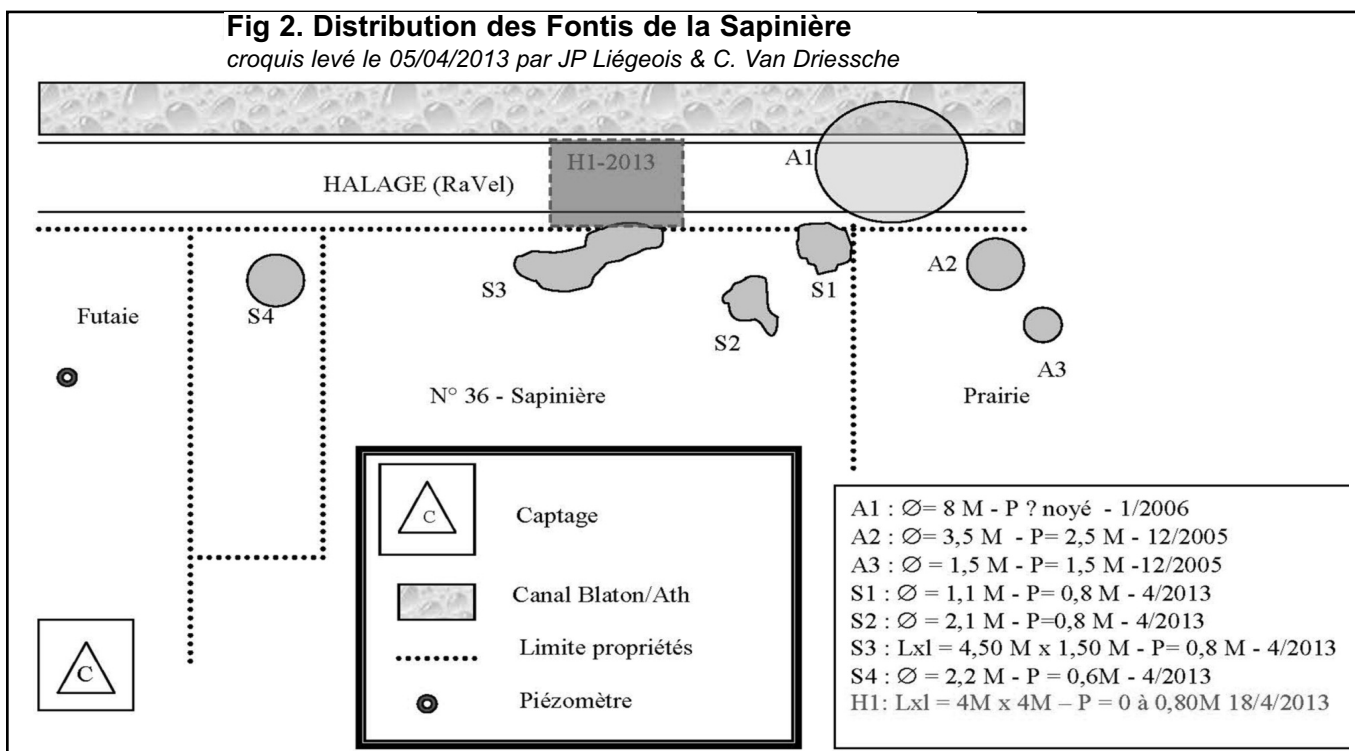 Fig 2. Distribution des Fontis de la Sapinière
croquis levé le 05/04/2013 par JP Liégeois & C. Van Driessche
H1-2013
A1
HALAGE (RaVel)
A2
S3
S1
Futaie
S4
S2
A3
N° 36 - Sapinière
Prairie
C
Captage
Canal Blaton/Ath
Limite propriétés
Piézomètre
C
A1 : Ø= 8 M - P ? noyé - 1/2006
A2 : Ø= 3,5 M - P= 2,5 M - 12/2005
A3 : Ø = 1,5 M - P= 1,5 M -12/2005
S1 : Ø = 1,1 M - P= 0,8 M - 4/2013
S2 : Ø = 2,1 M - P=0,8 M - 4/2013
S3 : Lxl = 4,50 M x 1,50 M - P= 0,8 M - 4/2013
S4 : Ø = 2,2 M - P = 0,6M - 4/2013
H1: Lxl = 4M x 4M – P = 0 à 0,80M 18/4/2013